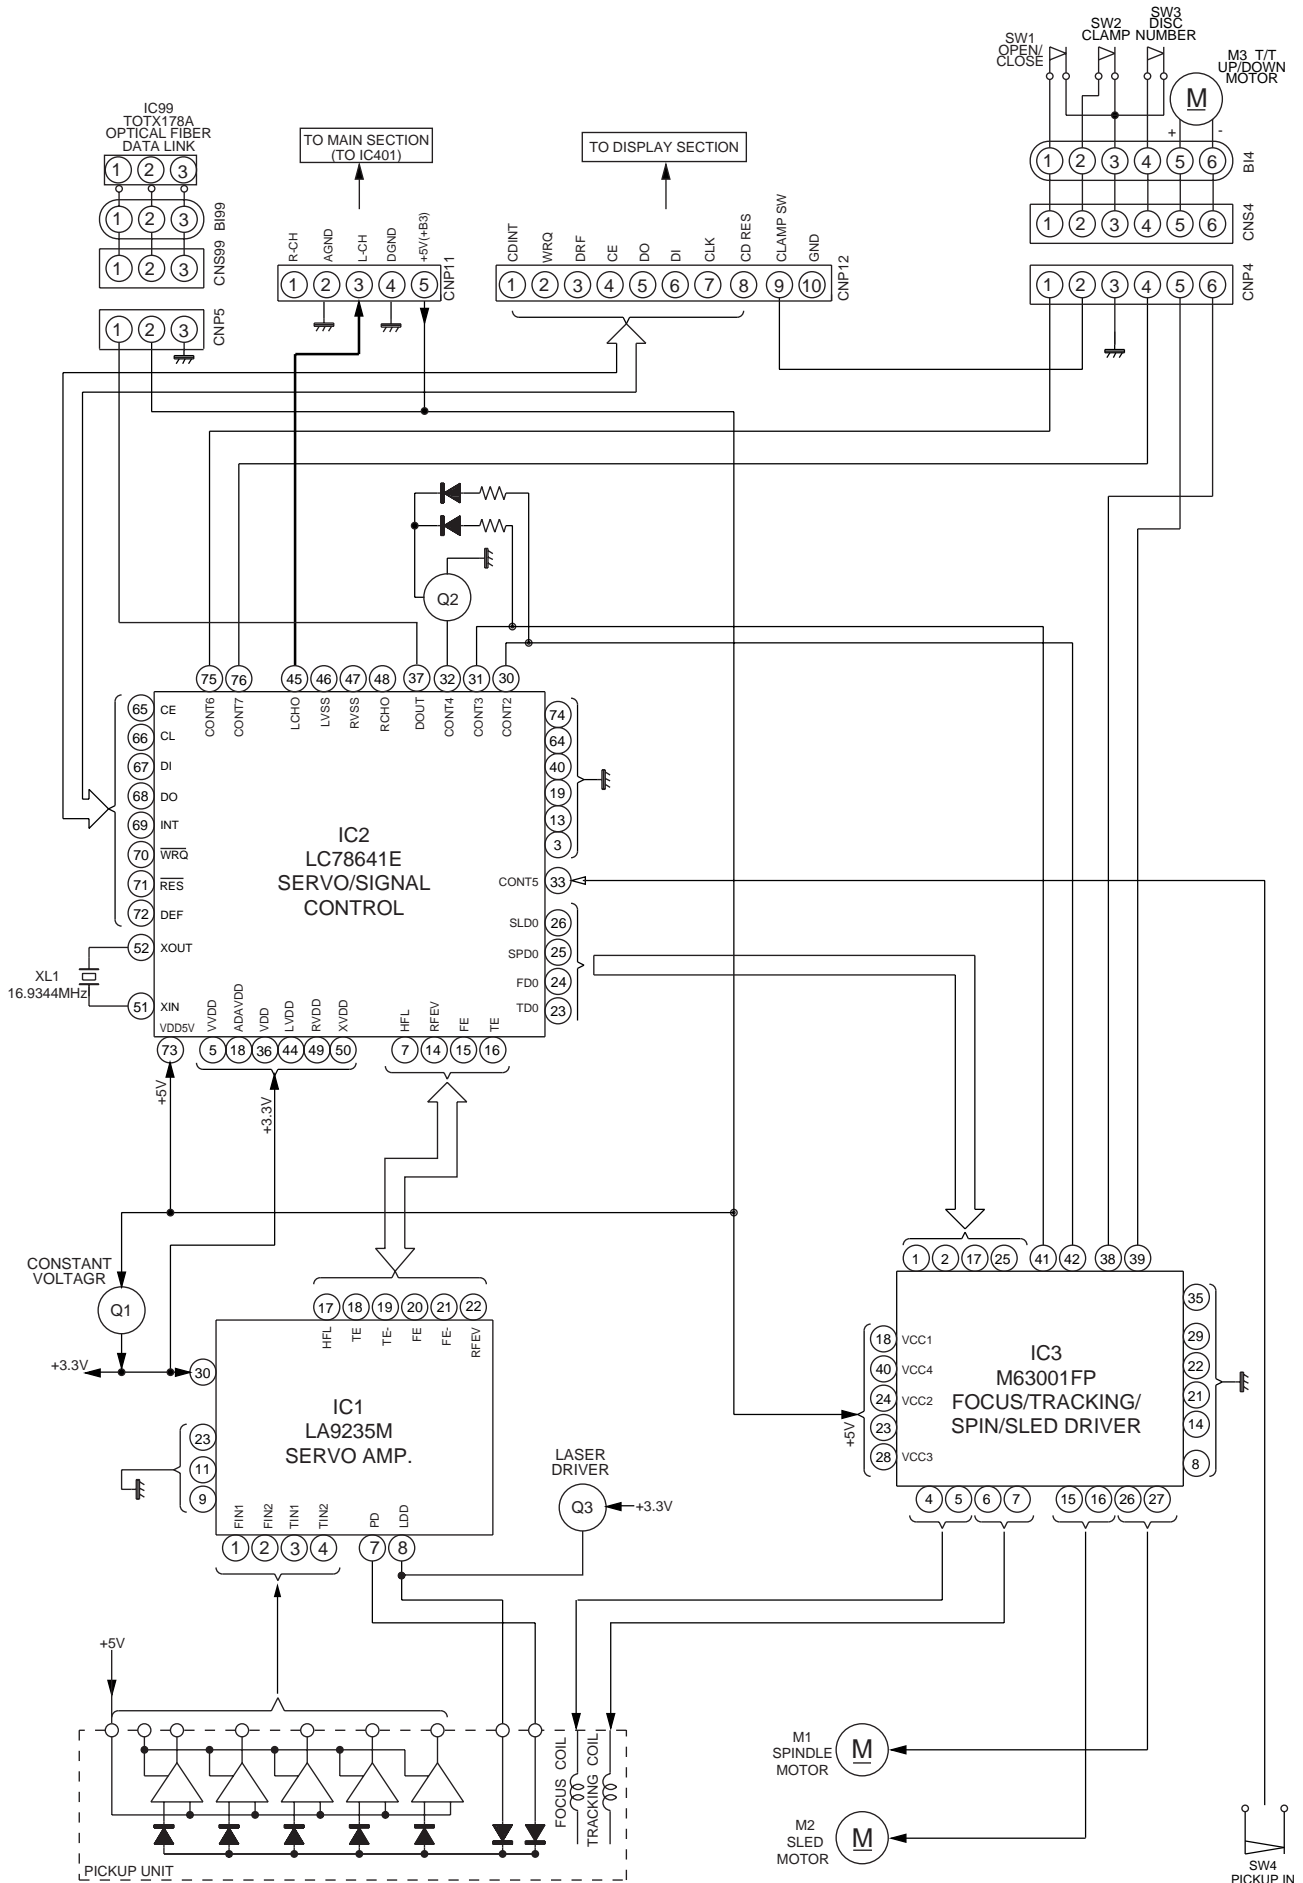 SW3
DISC
NUMBER
SW2
CLAMP
SW1
OPEN/
CLOSE
M3 T/T
UP/DOWN
MOTOR
M
+ -
IC99
TOTX178A
OPTICAL FIBER
DATA LINK
1 2 3
TO MAIN SECTION
(TO IC401)
TO DISPLAY SECTION
1 2 3 4 5 6
BI4
1 2 3
BI99
1 2 3 4 5 6
CNS4
1 2 3
CNS99
R-CH
AGND
L-CH
DGND
+5V(+B3)
1 2 3 4 5
CNP11
CDINT
WRQ
DRF
CE
DO
DI
CLK
CD RES
CLAMP SW
GND
1 2 3 4 5 6 7 8 9 10
CNP12
1 2 3 4 5 6
CNP4
1 2 3
CNP5
Q2
75 76 45 46 47 48 37 32 31 30
CONT6
CONT7
LCHO
LVSS
RVSS
RCHO
DOUT
CONT4
CONT3
CONT2
65 CE
66 CL
67 DI
68 DO
69 INT
70 WRQ
71 RES
72 DEF
52 XOUT
51 XIN
XL1
16.9344MHz
74
64
40
19
13
3
CONT5 33
SLD0 26
SPD0 25
FD0 24
TD0 23
IC2
LC78641E
SERVO/SIGNAL
CONTROL
VDD5V
VVDD
ADAVDD
VDD
LVDD
RVDD
XVDD
HFL
RFEV
FE
TE
73 5 18 36 44 49 50 7 14 15 16
+5V
+3.3V
CONSTANT
VOLTAGR
Q1
+3.3V
30
17 18 19 20 21 22
HFL
TE
TE-
FE
FE-
RFEV
IC1
LA9235M
SERVO AMP.
23
11
9
FIN1
FIN2
TIN1
TIN2
PD
LDD
1 2 3 4 7 8
LASER
DRIVER
Q3
+3.3V
1 2 17 25 41 42 38 39
18 VCC1
40 VCC4
24 VCC2
23
28 VCC3
+5V
IC3
M63001FP
FOCUS/TRACKING/
SPIN/SLED DRIVER
35
29
22
21
14
8
4 5 6 7 15 16 26 27
+5V
FOCUS COIL
TRACKING COIL
PICKUP UNIT
M1
SPINDLE
MOTOR
M
M2
SLED
MOTOR
M
SW4
PICKUP IN